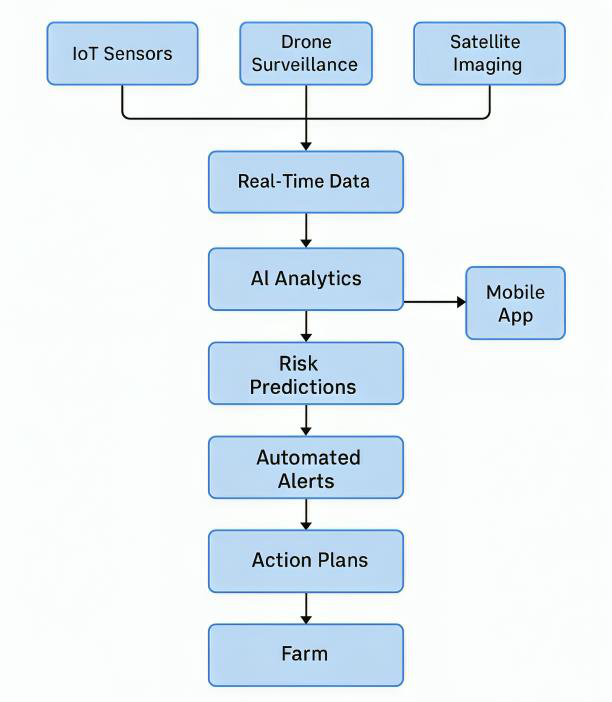 IoT Sensors
Drone
Surveillance
Satellite
Imaging
Real-Time Data
AI Analytics
Mobile
App
Risk
Predictions
Automated
Alerts
Action Plans
Farm